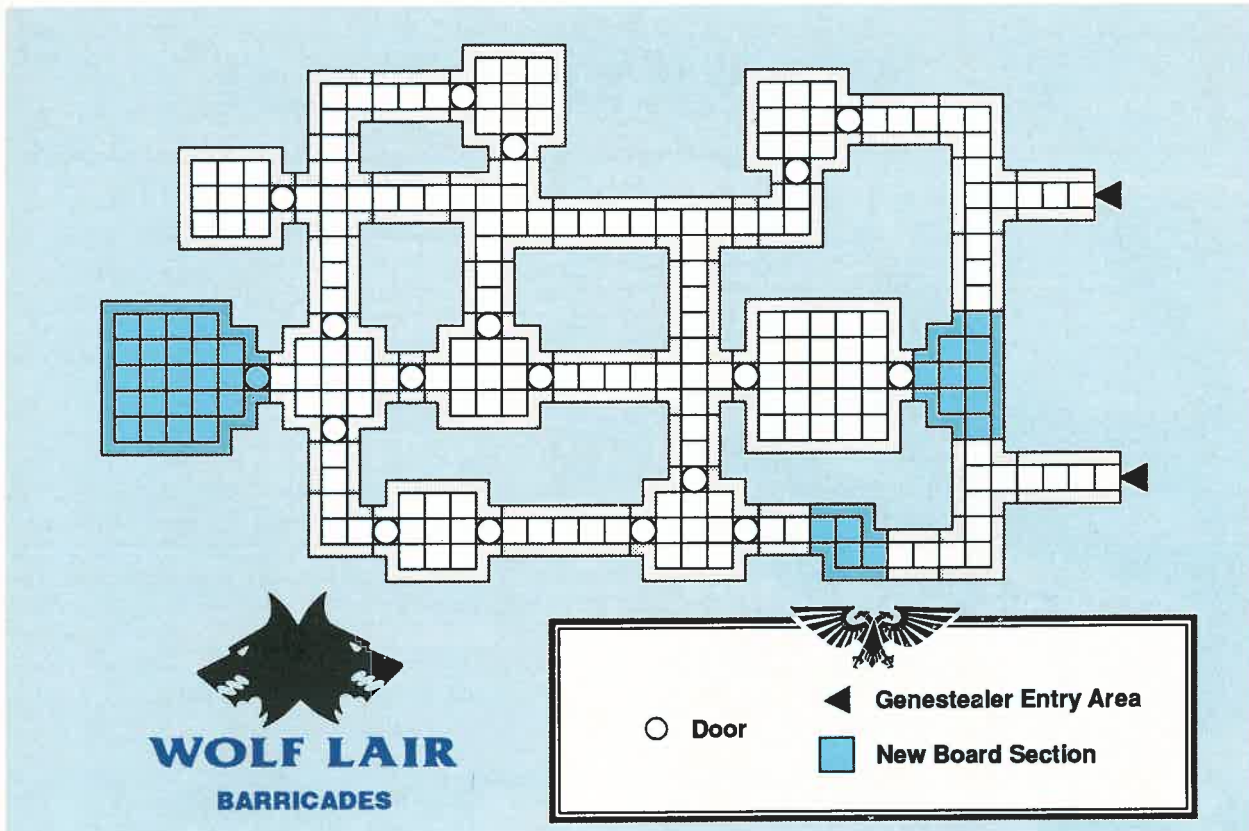 WOLF LAIR
BARRICADES
Door
Genestealer Entry Area
New Board Section